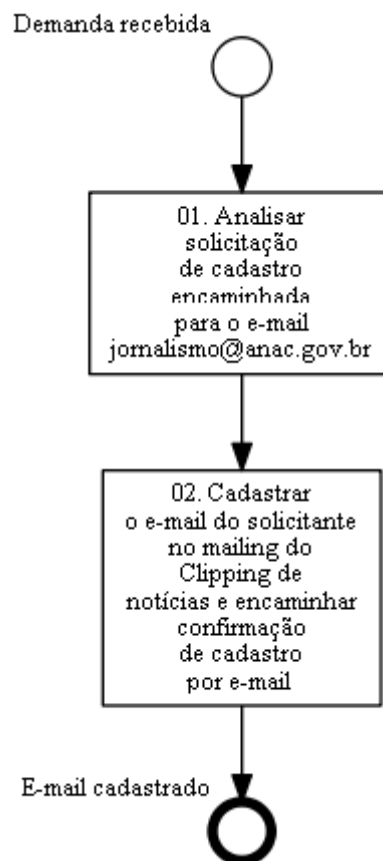 Demanda recebida
01. Analisar
solicitação
de cadastro
encaminhada
para o e-mail
jornalismo@anac.gov.br
02. Cadastrar
o e-mail do solicitante
no mailing do
Clipping de
notícias e encaminhar
confirmação
de cadastro
por e-mail
E-mail cadastrado